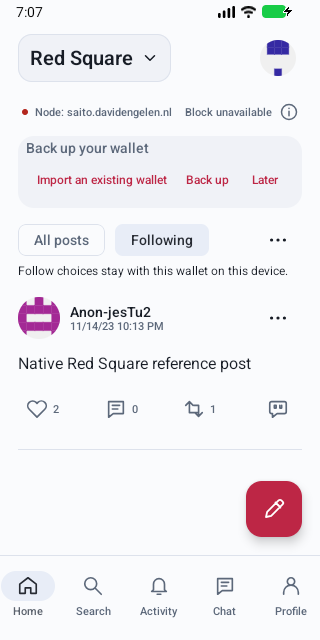 7:07
Red Square
Node: saito.davidengelen.nl Block unavailable
Back up your wallet
Import an existing wallet Back up Later
All posts Following
Follow choices stay with this wallet on this device.
Anon-jesTu2
11/14/23 10:13 PM
Native Red Square reference post
2 0 1
Home Search Activity Chat Profile